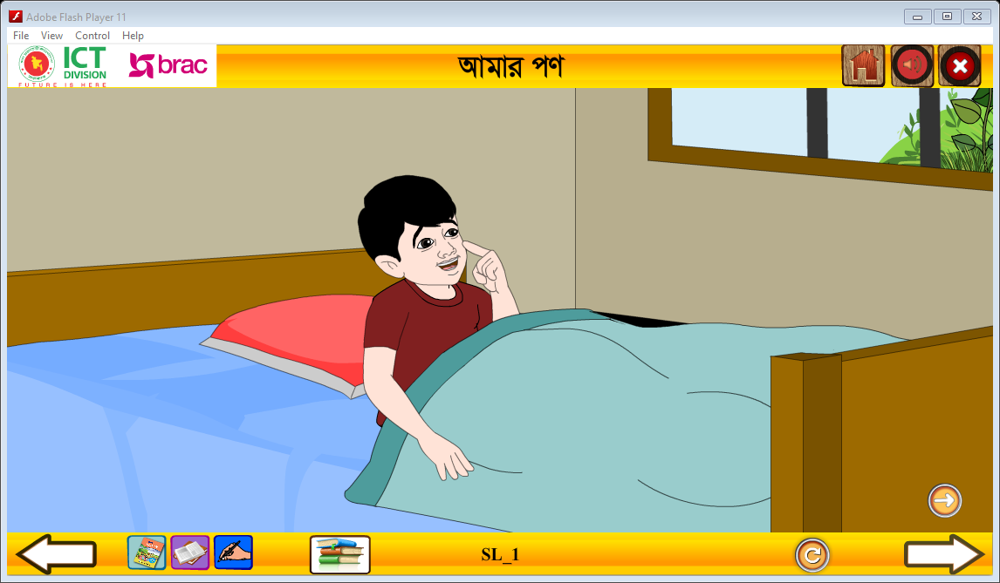 Adobe Flash Player 11
File View Control Help
ICT
DIVISION
FUTURE IS HERE
brac
আমার পণ
SL_1